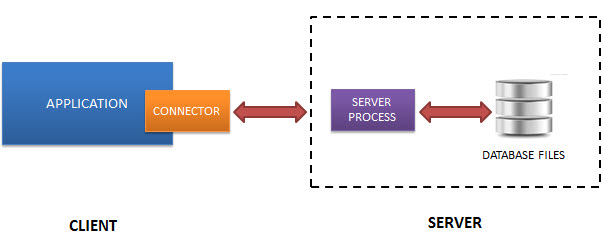 APPLICATION
CONNECTOR
SERVER
PROCESS
DATABASE FILES
CLIENT
SERVER